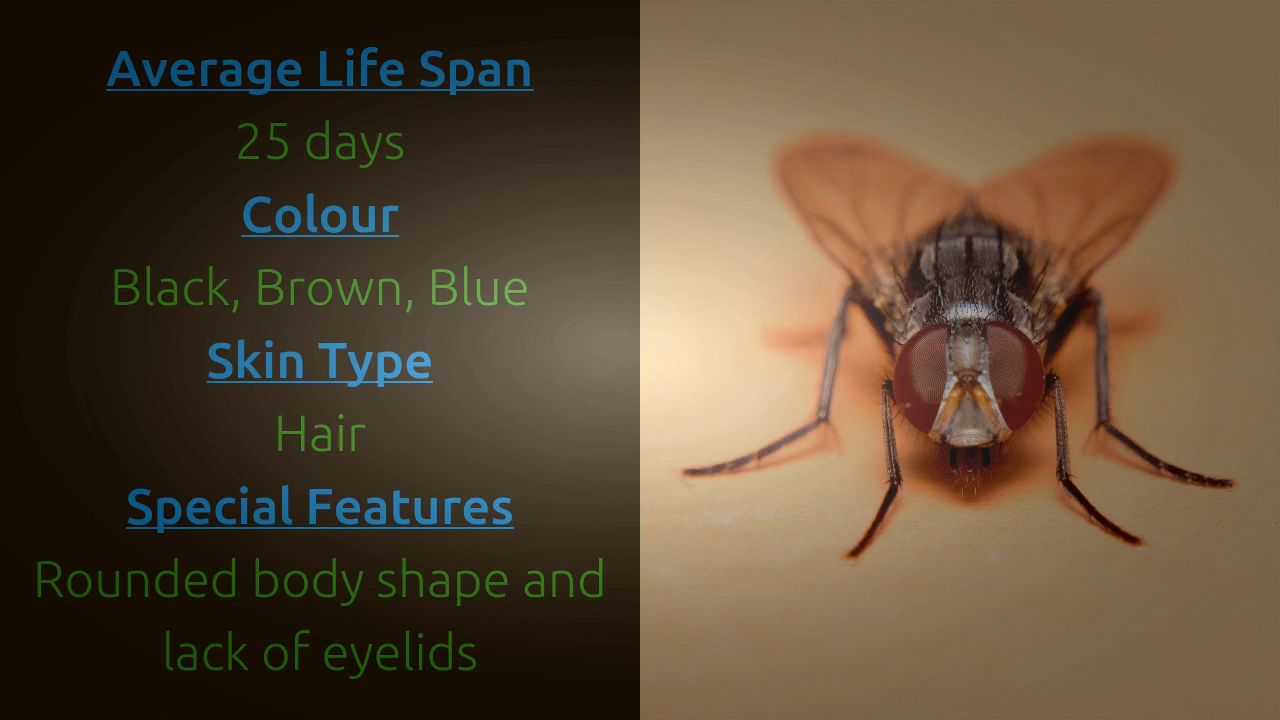 Average Life Span
25 days
Colour
Black, Brown, Blue
Skin Type
Hair
Special Features
Rounded body shape and
lack of eyelids